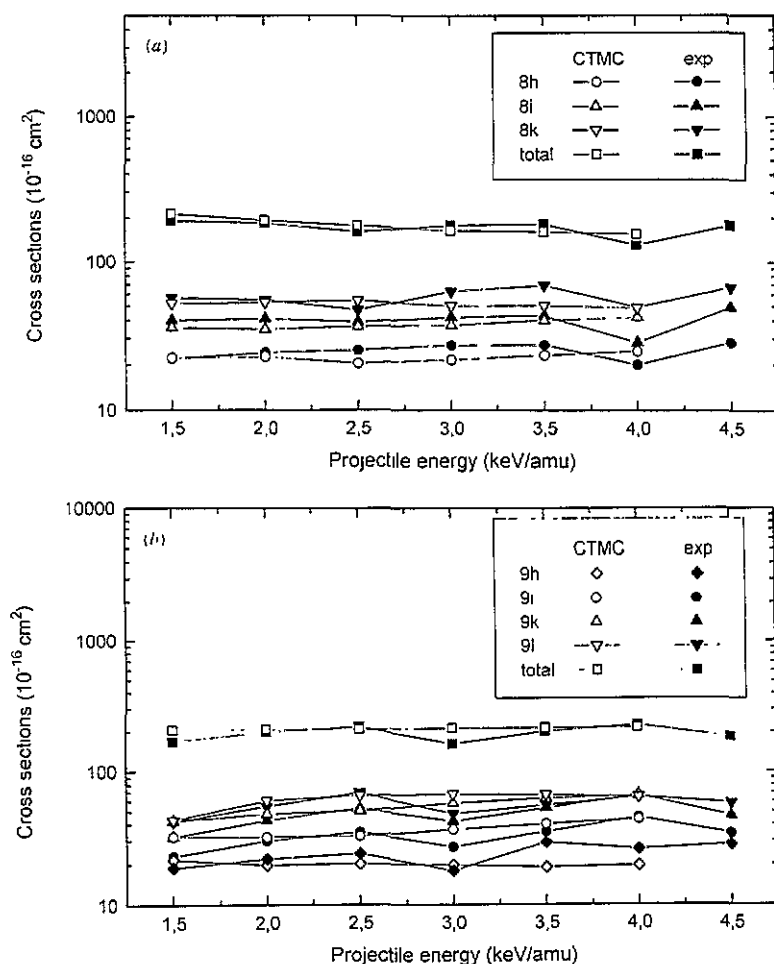 (a)
CTMC exp
8h
8i
8k
total
1000
100
10
Cross sections (10⁻¹⁶ cm²)
1,5 2,0 2,5 3,0 3,5 4,0 4,5
Projectile energy (keV/amu)
(b)
CTMC exp
9h
9i
9k
9l
total
10000
1000
100
10
Cross sections (10⁻¹⁶ cm²)
1,5 2,0 2,5 3,0 3,5 4,0 4,5
Projectile energy (keV/amu)